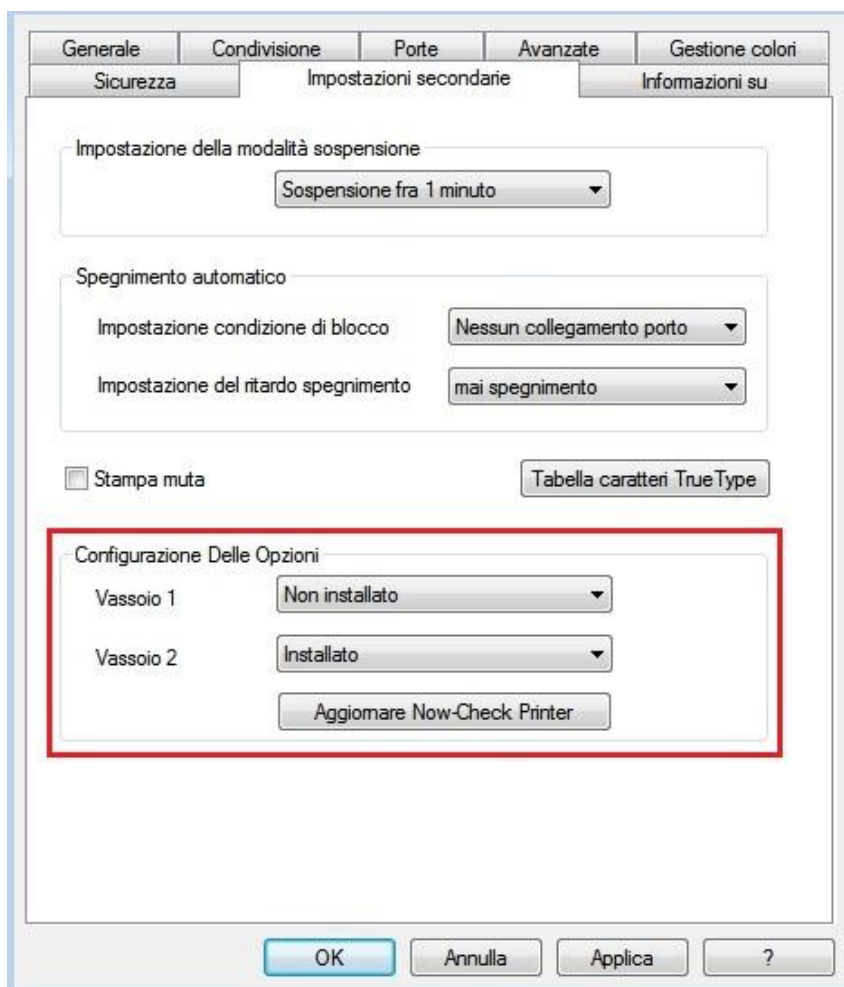 Generale Condivisione Porte Avanzate Gestione colori
Sicurezza Impostazioni secondarie Informazioni su
Impostazione della modalità sospensione
Sospensione fra 1 minuto
Spegnimento automatico
Impostazione condizione di blocco Nessun collegamento porto
Impostazione del ritardo spegnimento mai spegnimento
Stampa muta Tabella caratteri TrueType
Configurazione Delle Opzioni
Vassoio 1 Non installato
Vassoio 2 Installato
Aggiornare Now-Check Printer
OK Annulla Applica ?